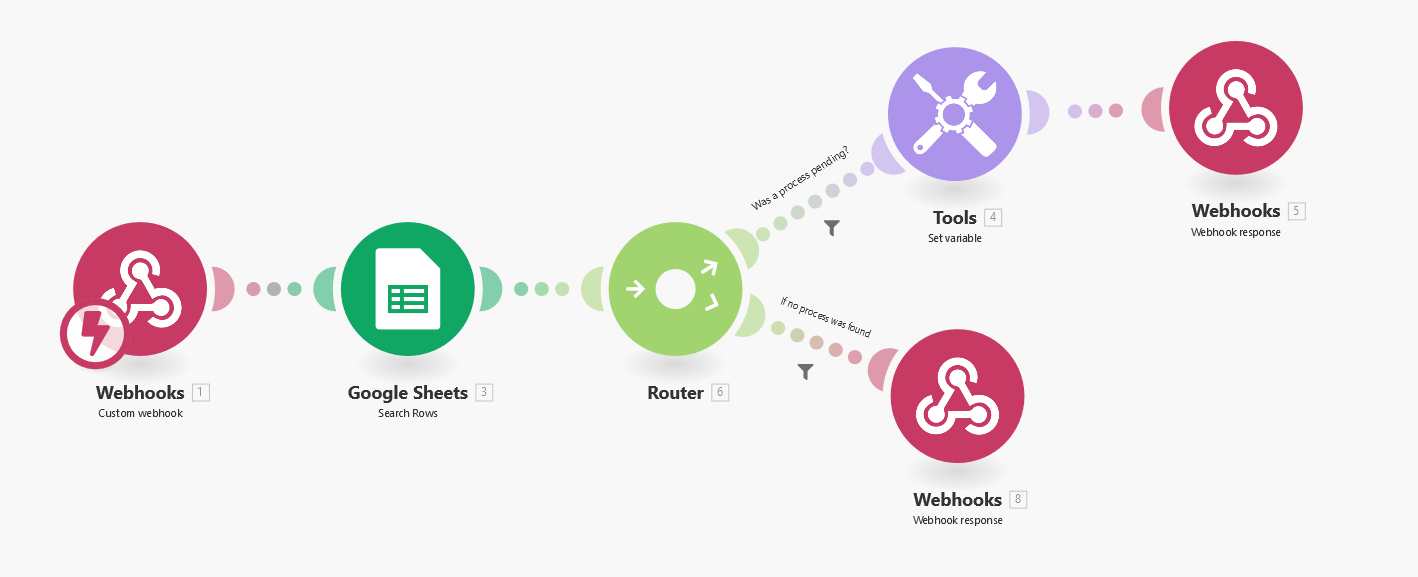 Was a process pending?
Tools 4
Set variable
Webhooks 5
Webhook response
Webhooks 1
Custom webhook
Google Sheets 3
Search Rows
Router 6
If no process was found
Webhooks 8
Webhook response